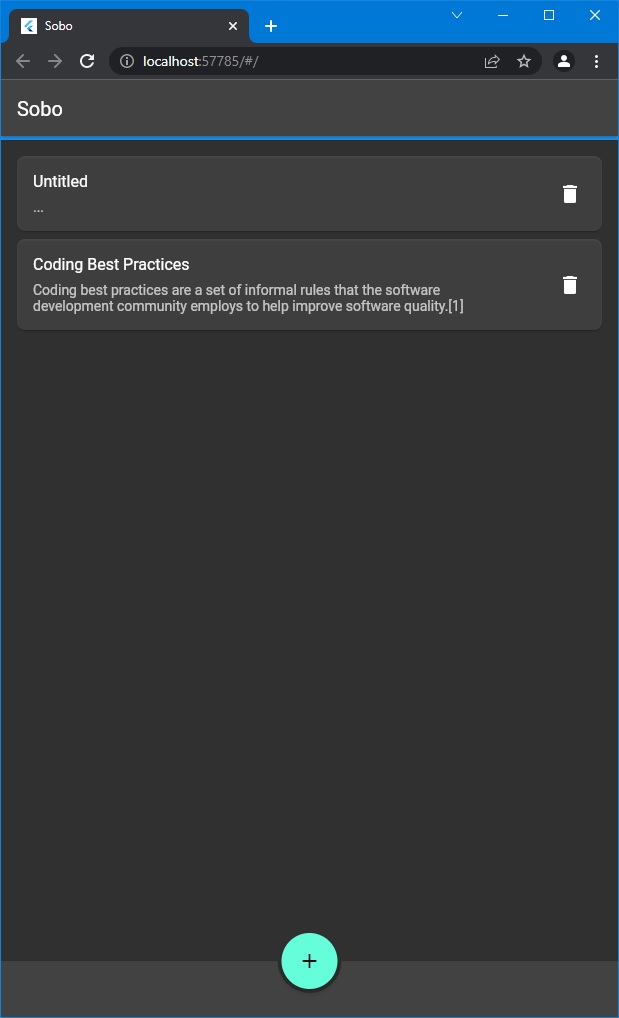 Sobo
localhost:57785/#/
Sobo
Untitled
...
Coding Best Practices
Coding best practices are a set of informal rules that the software
development community employs to help improve software quality.[1]